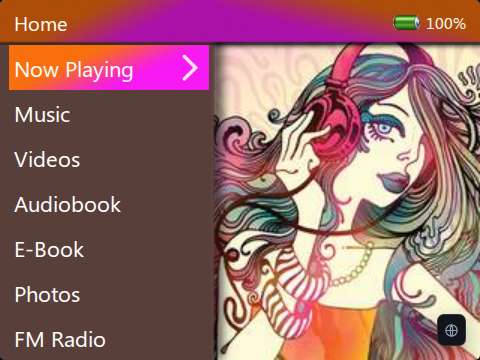 Home
100%
Now Playing
Music
Videos
Audiobook
E-Book
Photos
FM Radio